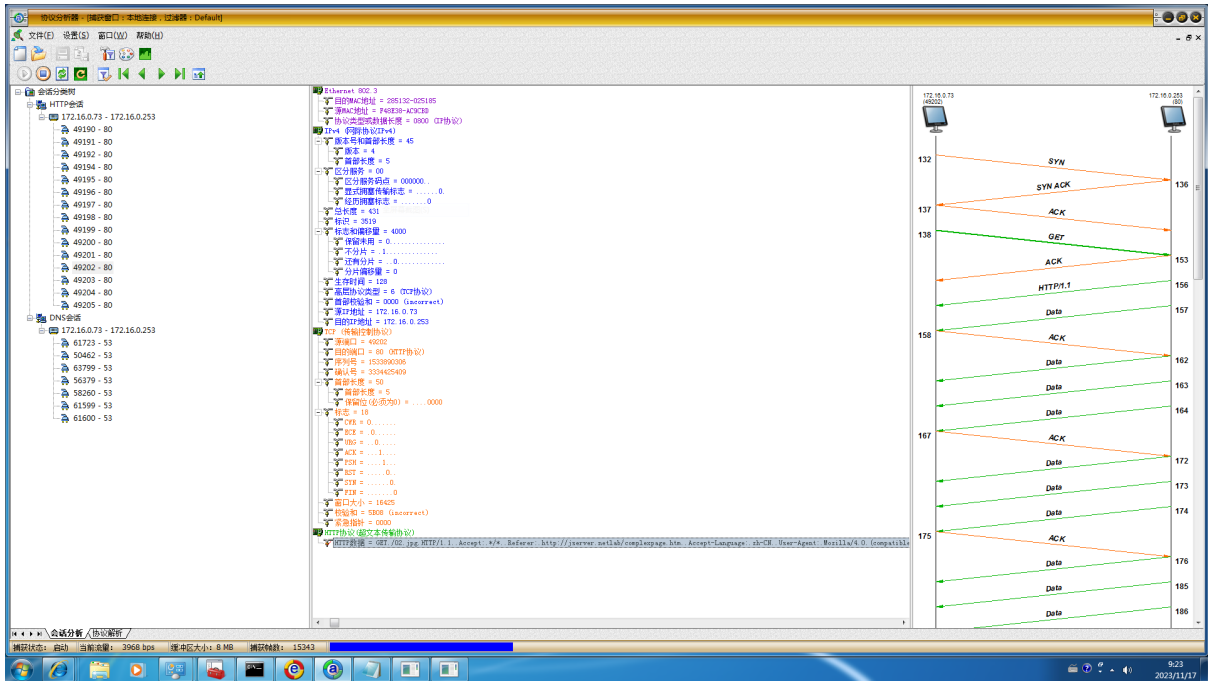 协议分析器 - [捕获窗口：本地连接，过滤器：Default]
文件(F) 设置(S) 窗口(W) 帮助(H)
会话分类树
HTTP会话
172.16.0.73 - 172.16.0.253
49190 - 80
49191 - 80
49192 - 80
49194 - 80
49195 - 80
49196 - 80
49197 - 80
49198 - 80
49199 - 80
49200 - 80
49201 - 80
49202 - 80
49203 - 80
49204 - 80
49205 - 80
DNS会话
172.16.0.73 - 172.16.0.253
61723 - 53
50462 - 53
63799 - 53
56379 - 53
58260 - 53
61599 - 53
61600 - 53
Ethernet 802.3
目的MAC地址 = 285132-025185
源MAC地址 = F48E38-AC9CBD
协议类型或数据长度 = 0800 (IP协议)
IPv4 (网际协议IPv4)
版本号和首部长度 = 45
版本 = 4
首部长度 = 5
区分服务 = 00
区分服务码点 = 000000..
显式拥塞传输标志 = ......0.
经历拥塞标志 = .......0
总长度 = 431
标识 = 3519
标志和偏移量 = 4000
保留未用 = 0...............
不分片 = .1..............
还有分片 = ..0.............
分片偏移量 = 0
生存时间 = 128
高层协议类型 = 6 (TCP协议)
首部校验和 = 0000 (incorrect)
源IP地址 = 172.16.0.73
目的IP地址 = 172.16.0.253
TCP (传输控制协议)
源端口 = 49202
目的端口 = 80 (HTTP协议)
序列号 = 1533890306
确认号 = 3334425409
首部长度 = 50
首部长度 = 5
保留位(必须为0) = ....0000
标志 = 18
CWR = 0.......
ECE = .0......
URG = ..0.....
ACK = ...1....
PSH = ....1...
RST = .....0..
SYN = ......0.
FIN = .......0
窗口大小 = 16425
校验和 = 5B08 (incorrect)
紧急指针 = 0000
HTTP协议(超文本传输协议)
HTTP数据 = GET./02.jpg.HTTP/1.1..Accept:.*/*..Referer:.http://jserver.netlab/complexpage.htm..Accept-Language:.zh-CN..User-Agent:.Mozilla/4.0.(compatible
172.16.0.73
(49202)
172.16.0.253
(80)
132 SYN
SYN ACK 136
137 ACK
138 GET
ACK 153
HTTP/1.1 156
Data 157
158 ACK
Data 162
Data 163
Data 164
167 ACK
Data 172
Data 173
Data 174
175 ACK
Data 176
Data 185
Data 186
会话分析 协议解析
捕获状态： 启动 当前流量： 3968 bps 缓冲区大小：8 MB 捕获帧数： 15343
9:23
2023/11/17